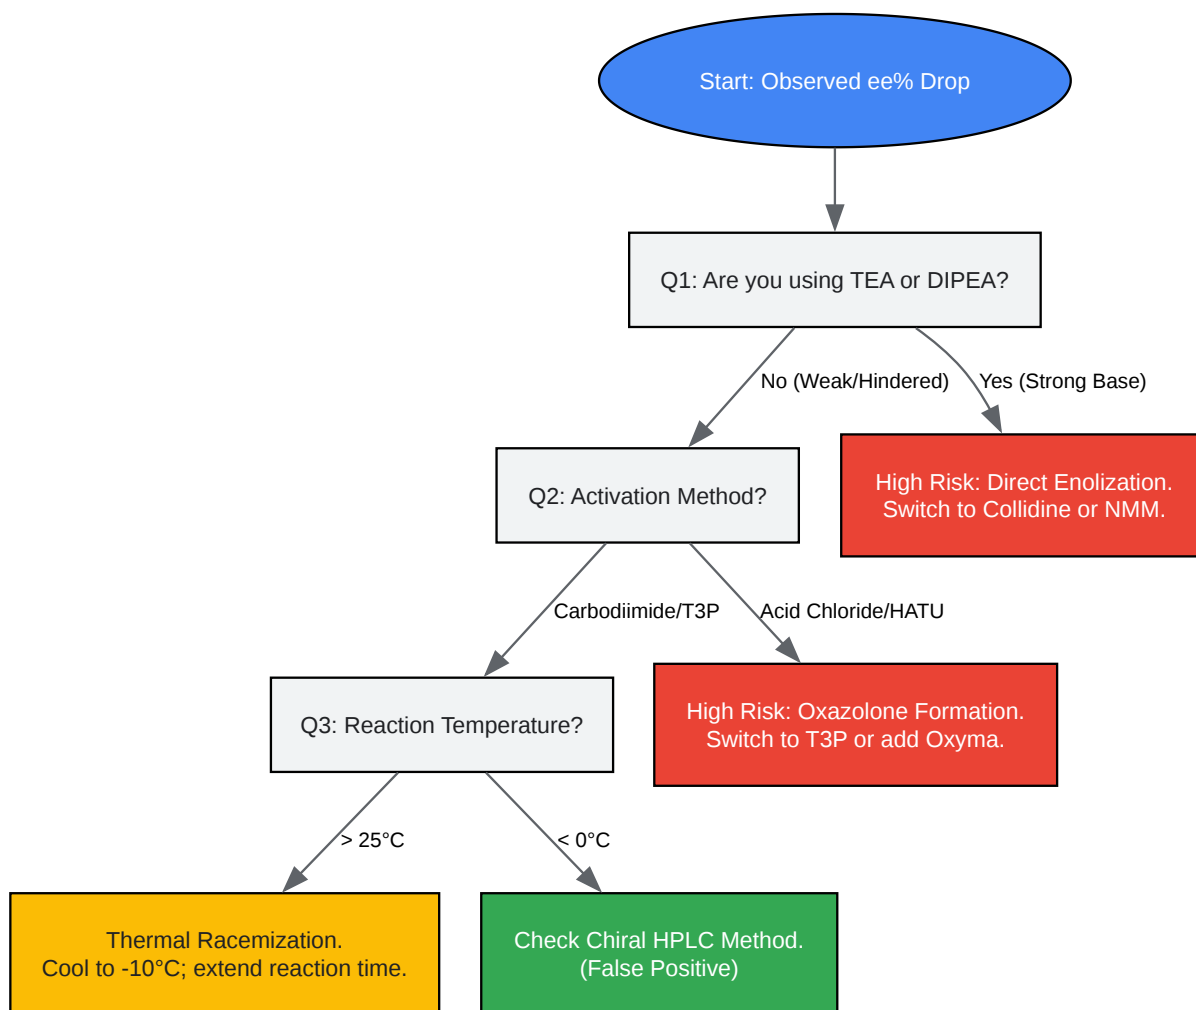 Start: Observed ee% Drop
Q1: Are you using TEA or DIPEA?
No (Weak/Hindered)
Yes (Strong Base)
Q2: Activation Method?
High Risk: Direct Enolization.
Switch to Collidine or NMM.
Carbodiimide/T3P
Acid Chloride/HATU
Q3: Reaction Temperature?
High Risk: Oxazolone Formation.
Switch to T3P or add Oxyma.
> 25°C
< 0°C
Thermal Racemization.
Cool to -10°C; extend reaction time.
Check Chiral HPLC Method.
(False Positive)